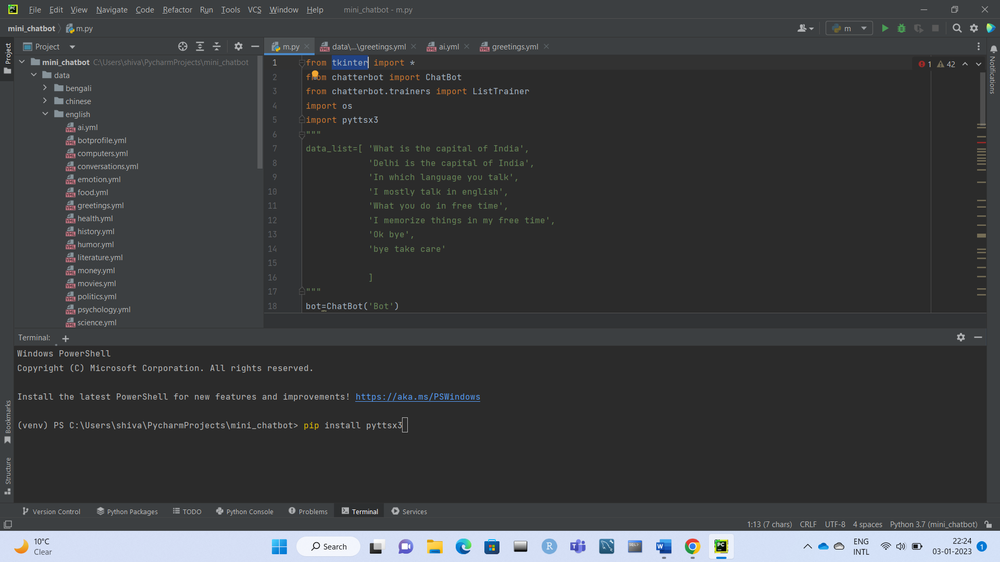 File Edit View Navigate Code Refactor Run Tools VCS Window Help mini_chatbot - m.py
mini_chatbot m.py m
Project
m.py data\...\greetings.yml ai.yml greetings.yml
Project
Notifications
mini_chatbot C:\Users\shiva\PycharmProjects\mini_chatbot
data
bengali
chinese
english
ai.yml
botprofile.yml
computers.yml
conversations.yml
emotion.yml
food.yml
greetings.yml
health.yml
history.yml
humor.yml
literature.yml
money.yml
movies.yml
politics.yml
psychology.yml
science.yml
1 from tkinter import *
1 42
2 from chatterbot import ChatBot
3 from chatterbot.trainers import ListTrainer
4 import os
5 import pyttsx3
6 """
7 data_list=[ 'What is the capital of India',
8 'Delhi is the capital of India',
9 'In which language you talk',
10 'I mostly talk in english',
11 'What you do in free time',
12 'I memorize things in my free time',
13 'Ok bye',
14 'bye take care'
15
16 ]
17 """
18 bot=ChatBot('Bot')
Terminal:
Windows PowerShell
Copyright (C) Microsoft Corporation. All rights reserved.
Install the latest PowerShell for new features and improvements! https://aka.ms/PSWindows
(venv) PS C:\Users\shiva\PycharmProjects\mini_chatbot> pip install pyttsx3
Bookmarks
Structure
Version Control Python Packages TODO Python Console Problems Terminal Services
1:13 (7 chars) CRLF UTF-8 4 spaces Python 3.7 (mini_chatbot)
10°C
Clear
Search
ENG
INTL
22:24
03-01-2023
1